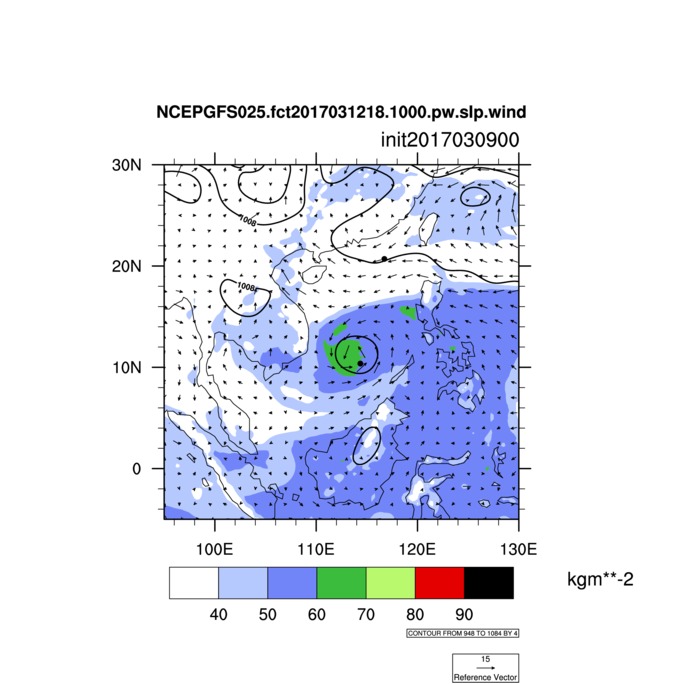 NCEPGFS025.fct2017031218.1000.pw.slp.wind
init2017030900
30N
1008
20N
1008
10N
0
100E 110E 120E 130E
kgm**-2
40 50 60 70 80 90
CONTOUR FROM 948 TO 1084 BY 4
15
Reference Vector